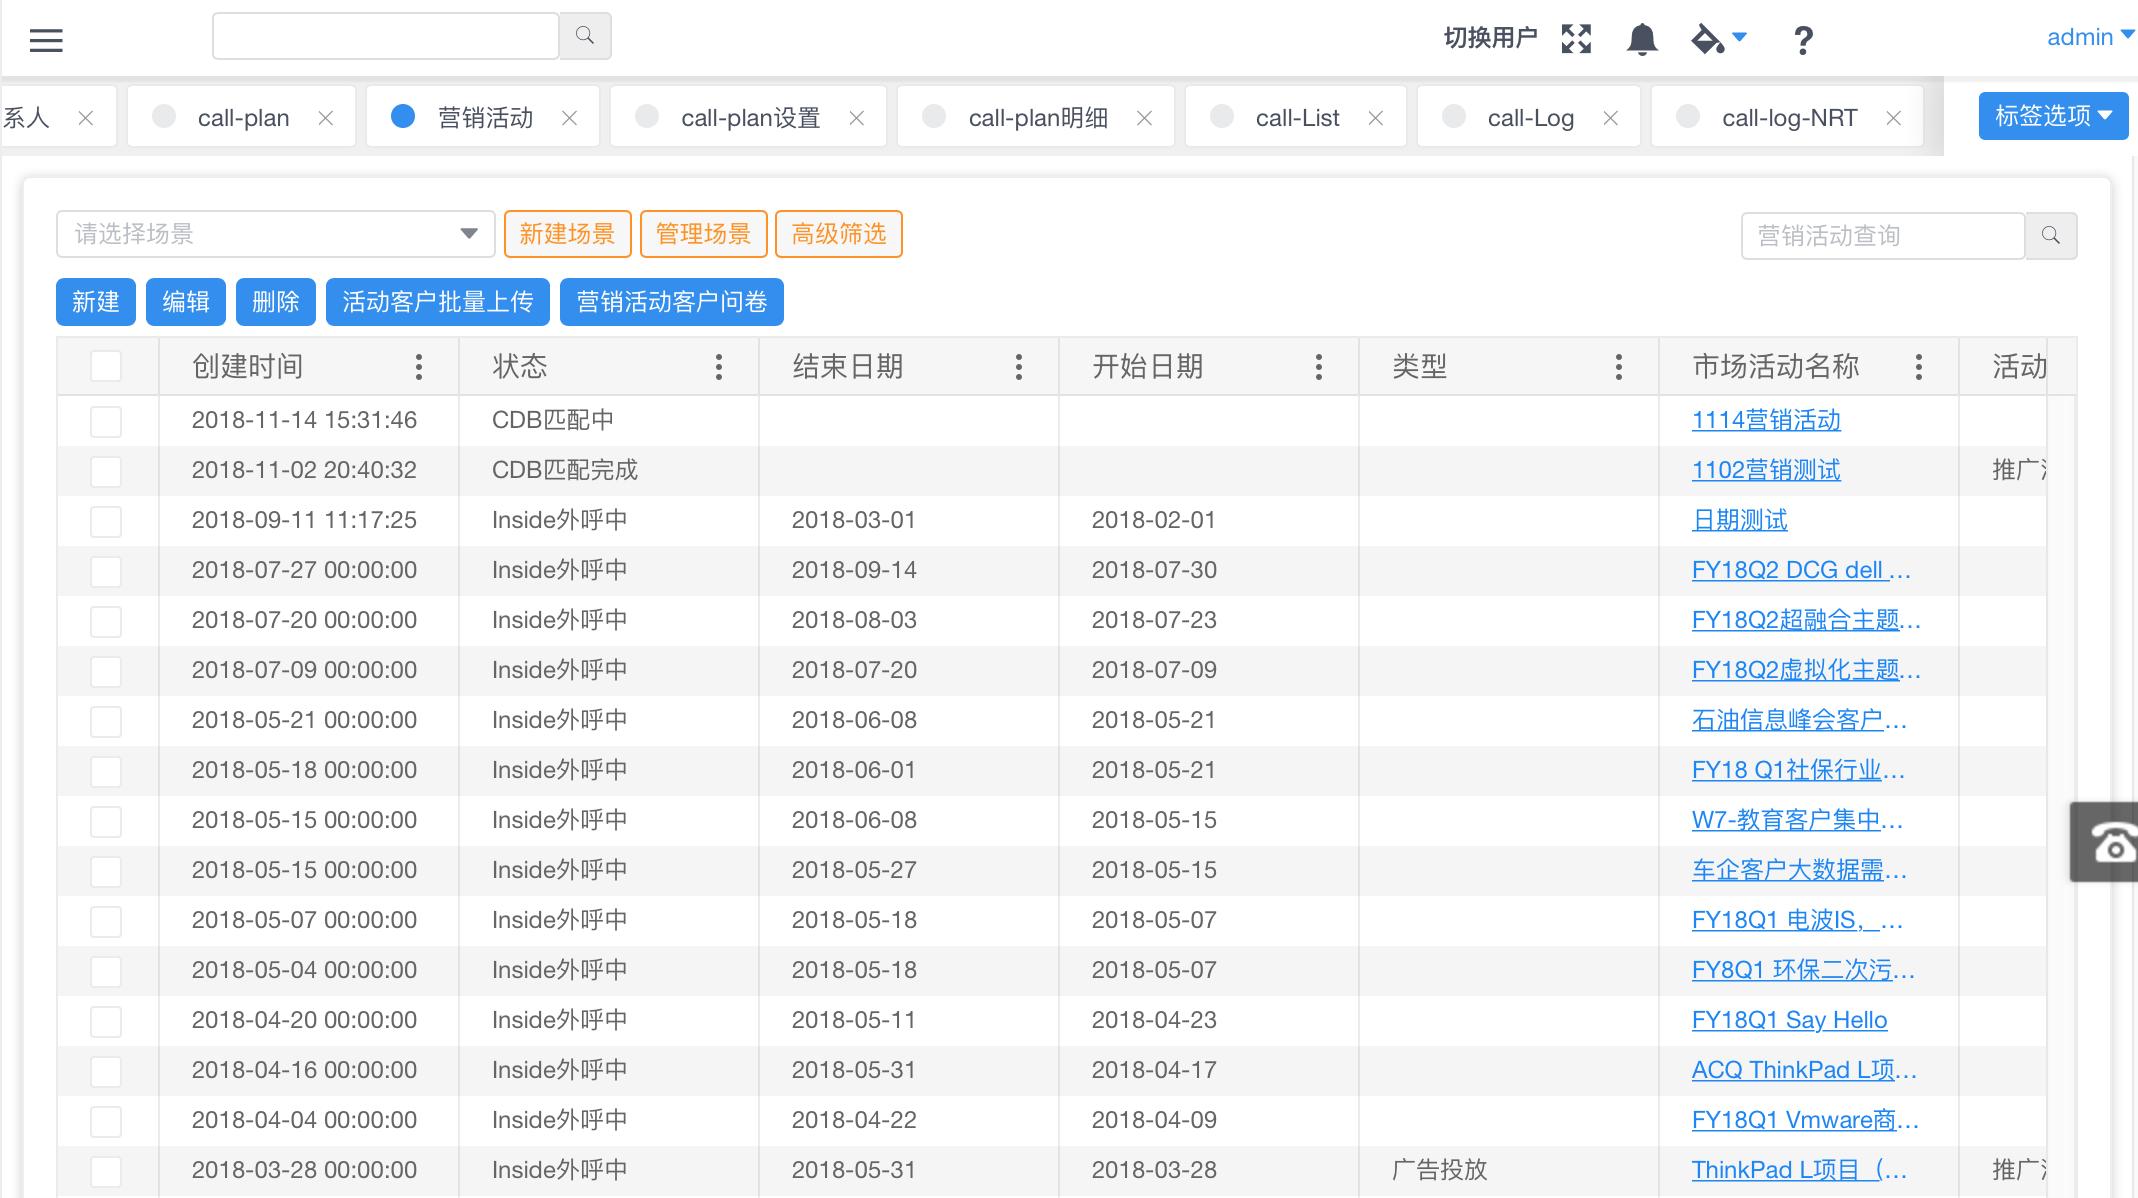 切换用户 ? admin
系人 call-plan 营销活动 call-plan设置 call-plan明细 call-List call-Log call-log-NRT 标签选项
请选择场景 新建场景 管理场景 高级筛选 营销活动查询
新建 编辑 删除 活动客户批量上传 营销活动客户问卷
创建时间 状态 结束日期 开始日期 类型 市场活动名称 活动
2018-11-14 15:31:46 CDB匹配中 1114营销活动
2018-11-02 20:40:32 CDB匹配完成 1102营销测试 推广
2018-09-11 11:17:25 Inside外呼中 2018-03-01 2018-02-01 日期测试
2018-07-27 00:00:00 Inside外呼中 2018-09-14 2018-07-30 FY18Q2 DCG dell ...
2018-07-20 00:00:00 Inside外呼中 2018-08-03 2018-07-23 FY18Q2超融合主题...
2018-07-09 00:00:00 Inside外呼中 2018-07-20 2018-07-09 FY18Q2虚拟化主题...
2018-05-21 00:00:00 Inside外呼中 2018-06-08 2018-05-21 石油信息峰会客户...
2018-05-18 00:00:00 Inside外呼中 2018-06-01 2018-05-21 FY18 Q1社保行业...
2018-05-15 00:00:00 Inside外呼中 2018-06-08 2018-05-15 W7-教育客户集中...
2018-05-15 00:00:00 Inside外呼中 2018-05-27 2018-05-15 车企客户大数据需...
2018-05-07 00:00:00 Inside外呼中 2018-05-18 2018-05-07 FY18Q1 电波IS, ...
2018-05-04 00:00:00 Inside外呼中 2018-05-18 2018-05-07 FY8Q1 环保二次污...
2018-04-20 00:00:00 Inside外呼中 2018-05-11 2018-04-23 FY18Q1 Say Hello
2018-04-16 00:00:00 Inside外呼中 2018-05-31 2018-04-17 ACQ ThinkPad L项...
2018-04-04 00:00:00 Inside外呼中 2018-04-22 2018-04-09 FY18Q1 Vmware商...
2018-03-28 00:00:00 Inside外呼中 2018-05-31 2018-03-28 广告投放 ThinkPad L项目（... 推广